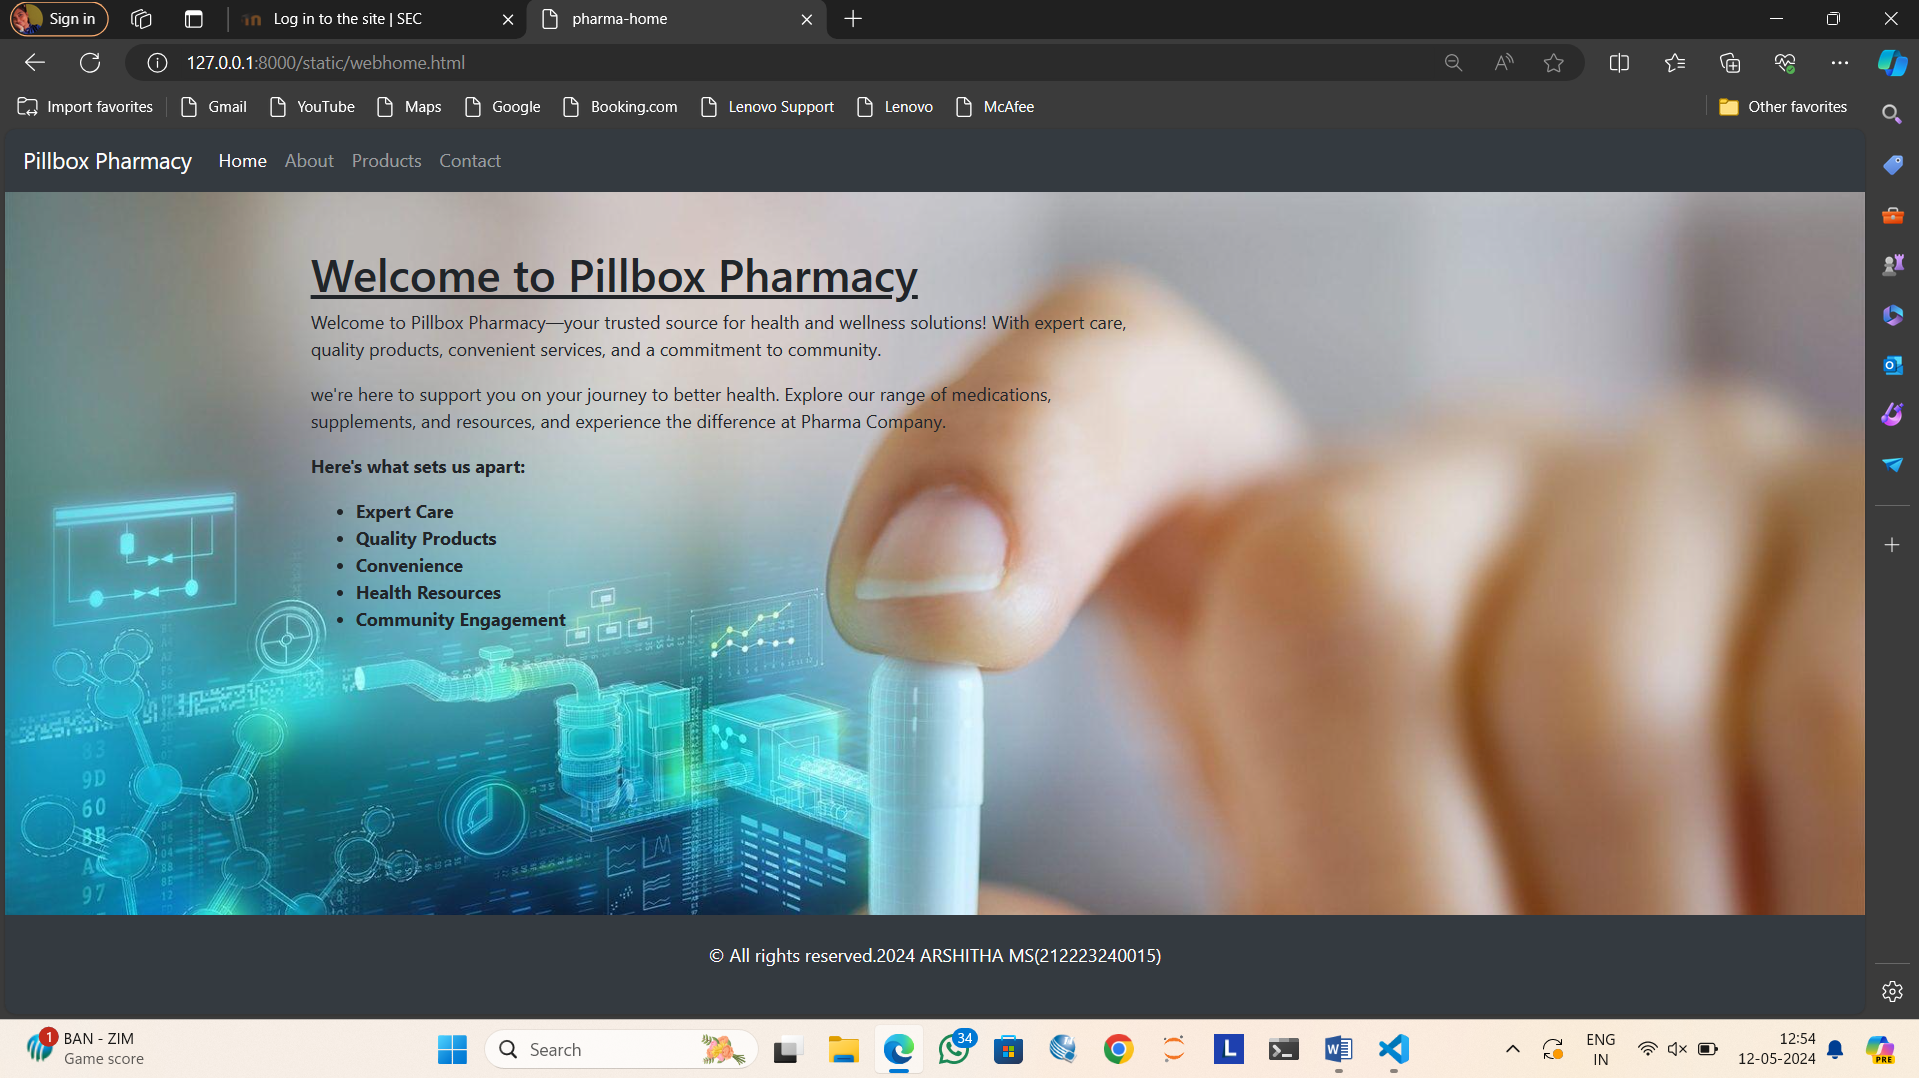 Sign in
Log in to the site | SEC
pharma-home
127.0.0.1:8000/static/webhome.html
Import favorites
Gmail
YouTube
Maps
Google
Booking.com
Lenovo Support
Lenovo
McAfee
Other favorites
Pillbox Pharmacy
Home
About
Products
Contact
Welcome to Pillbox Pharmacy
Welcome to Pillbox Pharmacy—your trusted source for health and wellness solutions! With expert care,
quality products, convenient services, and a commitment to community.
we're here to support you on your journey to better health. Explore our range of medications,
supplements, and resources, and experience the difference at Pharma Company.
Here's what sets us apart:
• Expert Care
• Quality Products
• Convenience
• Health Resources
• Community Engagement
83
9D
60
8B
97
© All rights reserved.2024 ARSHITHA MS(212223240015)
1
BAN - ZIM
Game score
Search
34
L
ENG
IN
12:54
12-05-2024
PRE